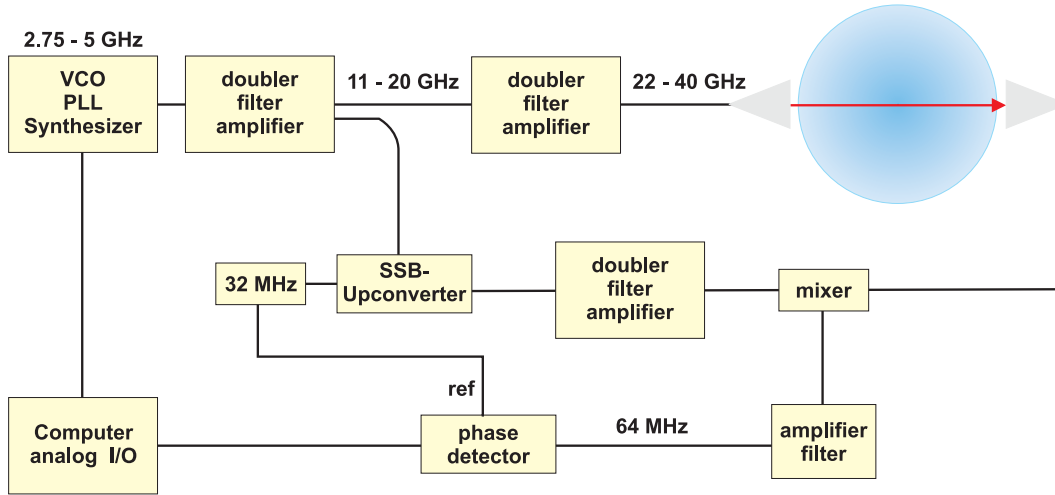 2.75 - 5 GHz
VCO
PLL
Synthesizer
doubler
filter
amplifier
11 - 20 GHz
doubler
filter
amplifier
22 - 40 GHz
32 MHz
SSB-
Upconverter
doubler
filter
amplifier
mixer
ref
Computer
analog I/O
phase
detector
64 MHz
amplifier
filter